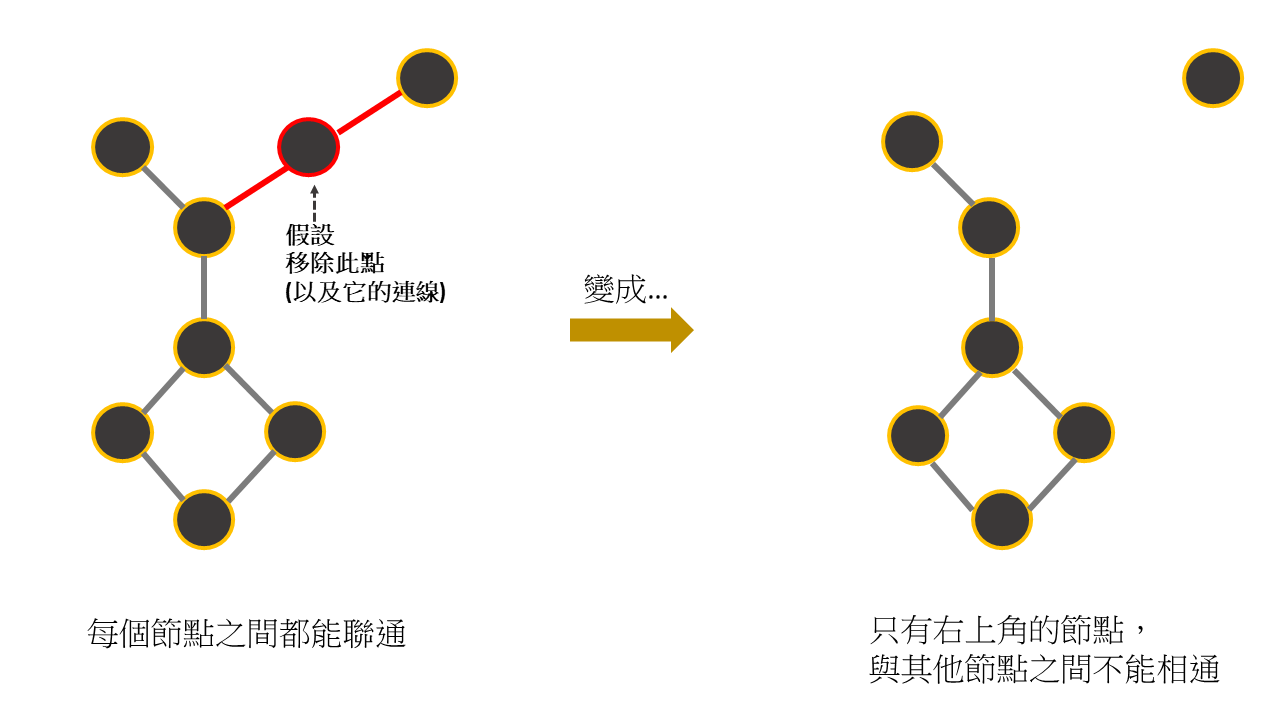 假設
移除此點
(以及它的連線)
變成...
每個節點之間都能聯通
只有右上角的節點，
與其他節點之間不能相通